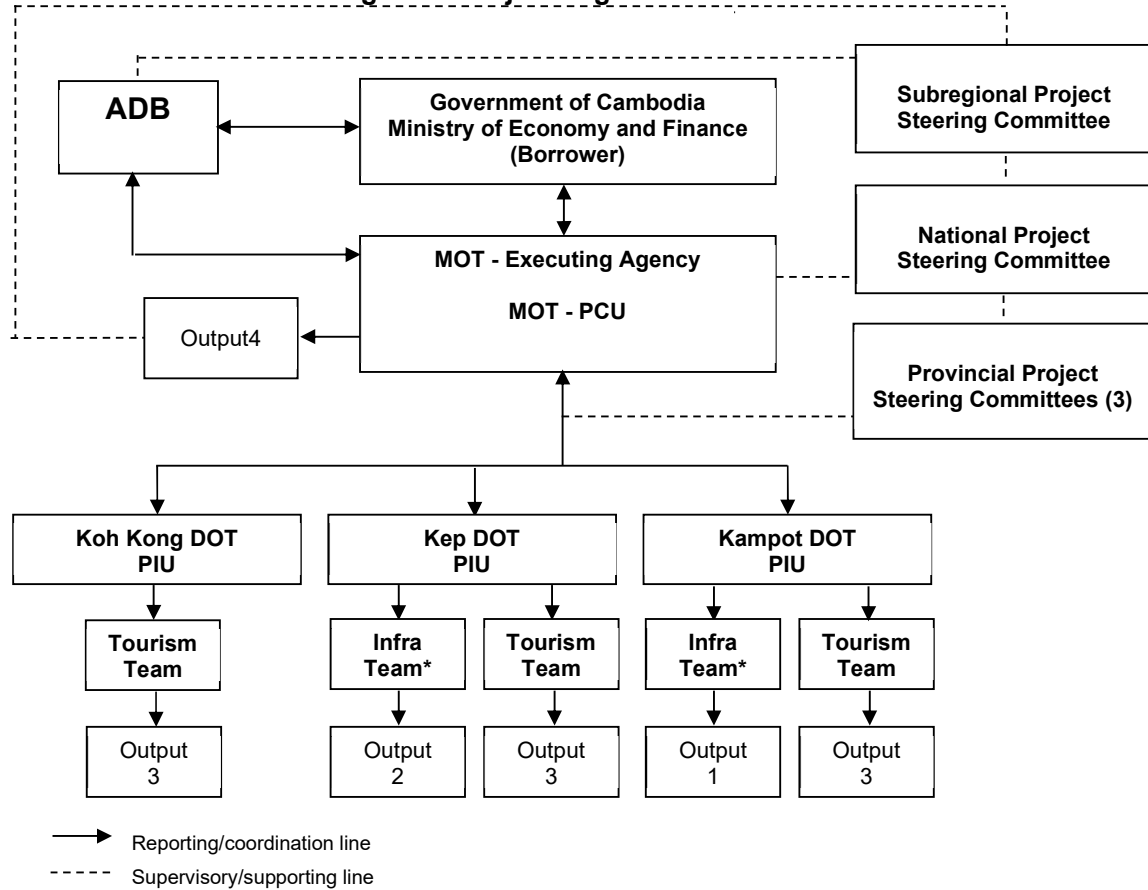 ADB
Government of Cambodia
Ministry of Economy and Finance
(Borrower)
Subregional Project
Steering Committee
MOT - Executing Agency
MOT - PCU
National Project
Steering Committee
Output4
Provincial Project
Steering Committees (3)
Koh Kong DOT
PIU
Kep DOT
PIU
Kampot DOT
PIU
Tourism
Team
Infra
Team*
Tourism
Team
Infra
Team*
Tourism
Team
Output
3
Output
2
Output
3
Output
1
Output
3
Reporting/coordination line
Supervisory/supporting line